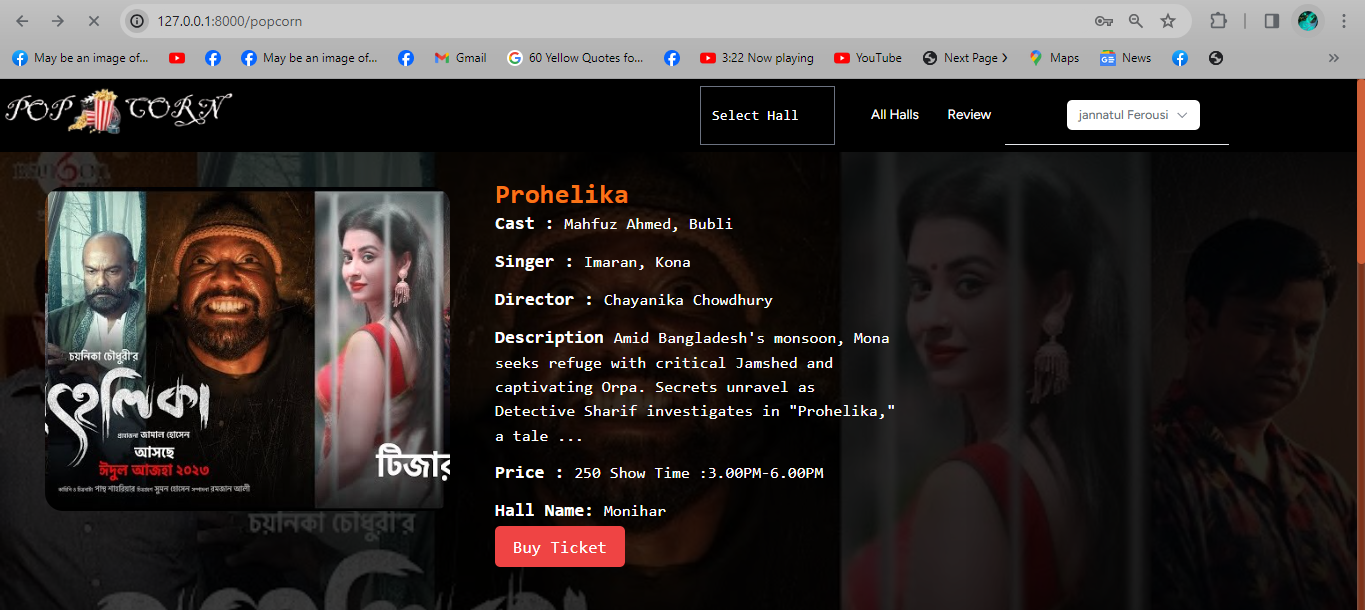 127.0.0.1:8000/popcorn
May be an image of...
May be an image of...
Gmail
60 Yellow Quotes fo...
3:22 Now playing
YouTube
Next Page
Maps
News
POP CORN
Select Hall
All Halls
Review
jannatul Ferousi
চয়নিকা চৌধুরী'র
প্রযোজনা জামাল হোসেন
আসছে
ঈদুল আজহা ২০২৩
টিজার
Prohelika
Cast : Mahfuz Ahmed, Bubli
Singer : Imaran, Kona
Director : Chayanika Chowdhury
Description Amid Bangladesh's monsoon, Mona
seeks refuge with critical Jamshed and
captivating Orpa. Secrets unravel as
Detective Sharif investigates in "Prohelika,"
a tale ...
Price : 250 Show Time :3.00PM-6.00PM
Hall Name: Monihar
Buy Ticket
চয়নিকা চৌধুরী'র